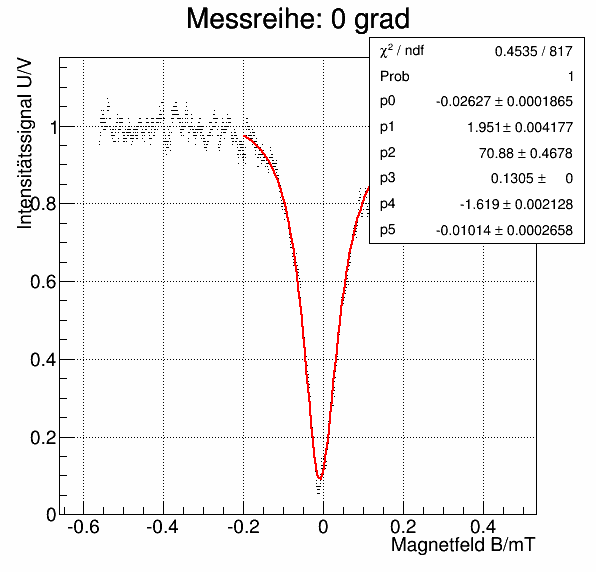 Messreihe: 0 grad
χ² / ndf 0.4535 / 817
Prob 1
p0 -0.02627 ± 0.0001865
p1 1.951 ± 0.004177
p2 70.88 ± 0.4678
p3 0.1305 ± 0
p4 -1.619 ± 0.002128
p5 -0.01014 ± 0.0002658
Intensitätssignal U/V
1
0.8
0.6
0.4
0.2
0
-0.6 -0.4 -0.2 0 0.2 0.4
Magnetfeld B/mT